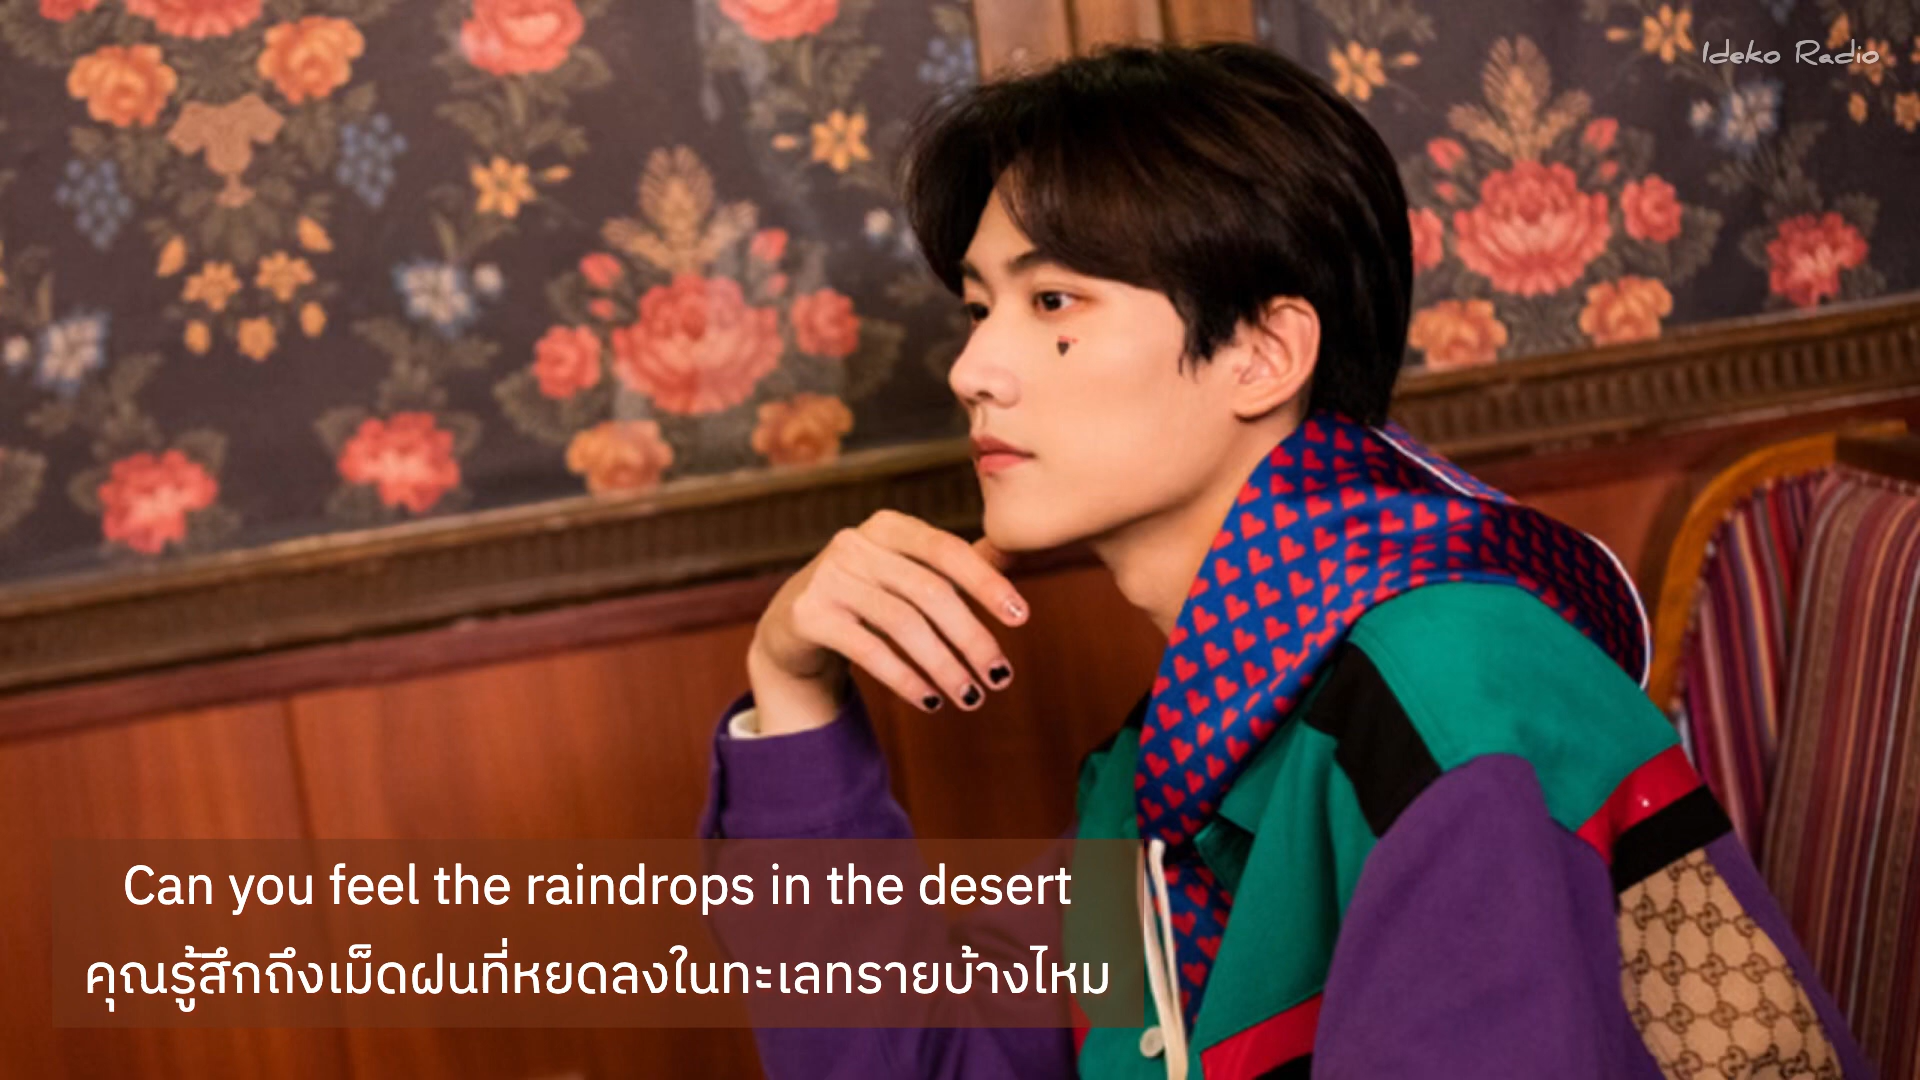 Ideko Radio
Can you feel the raindrops in the desert
คุณรู้สึกถึงเม็ดฝนที่หยดลงในทะเลทรายบ้างไหม